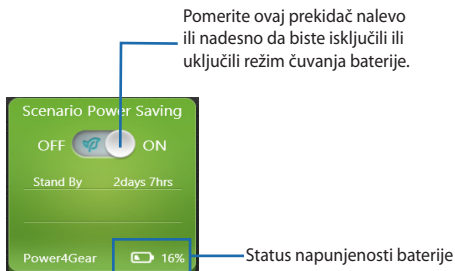 Pomerite ovaj prekidač nalevo
ili nadesno da biste isključili ili
uključili režim čuvanja baterije.
Scenario Power Saving
OFF ON
Stand By 2days 7hrs
Power4Gear 16%
Status napunjenosti baterije